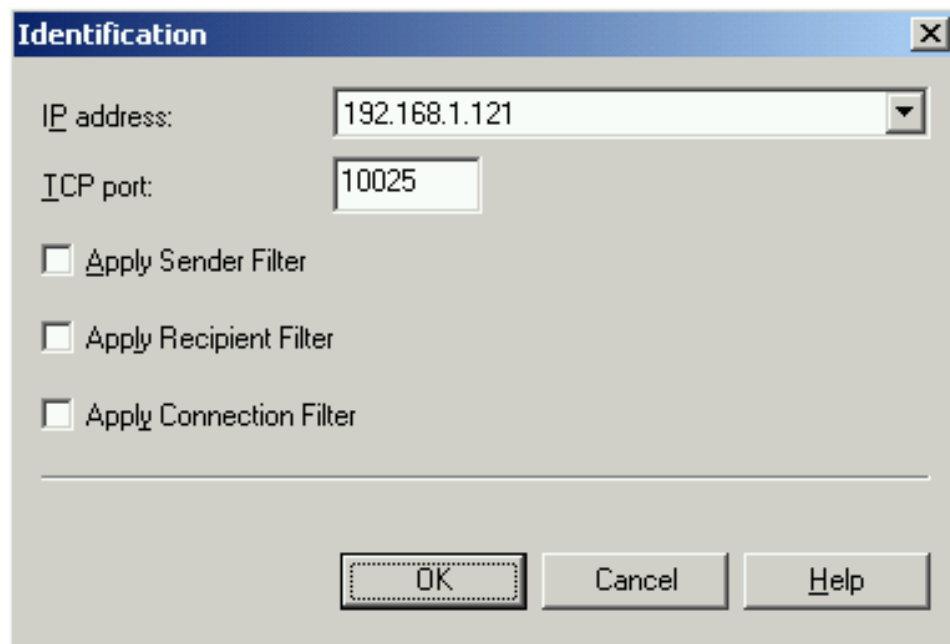 Identification
IP address: 192.168.1.121
TCP port: 10025
Apply Sender Filter
Apply Recipient Filter
Apply Connection Filter
OK Cancel Help